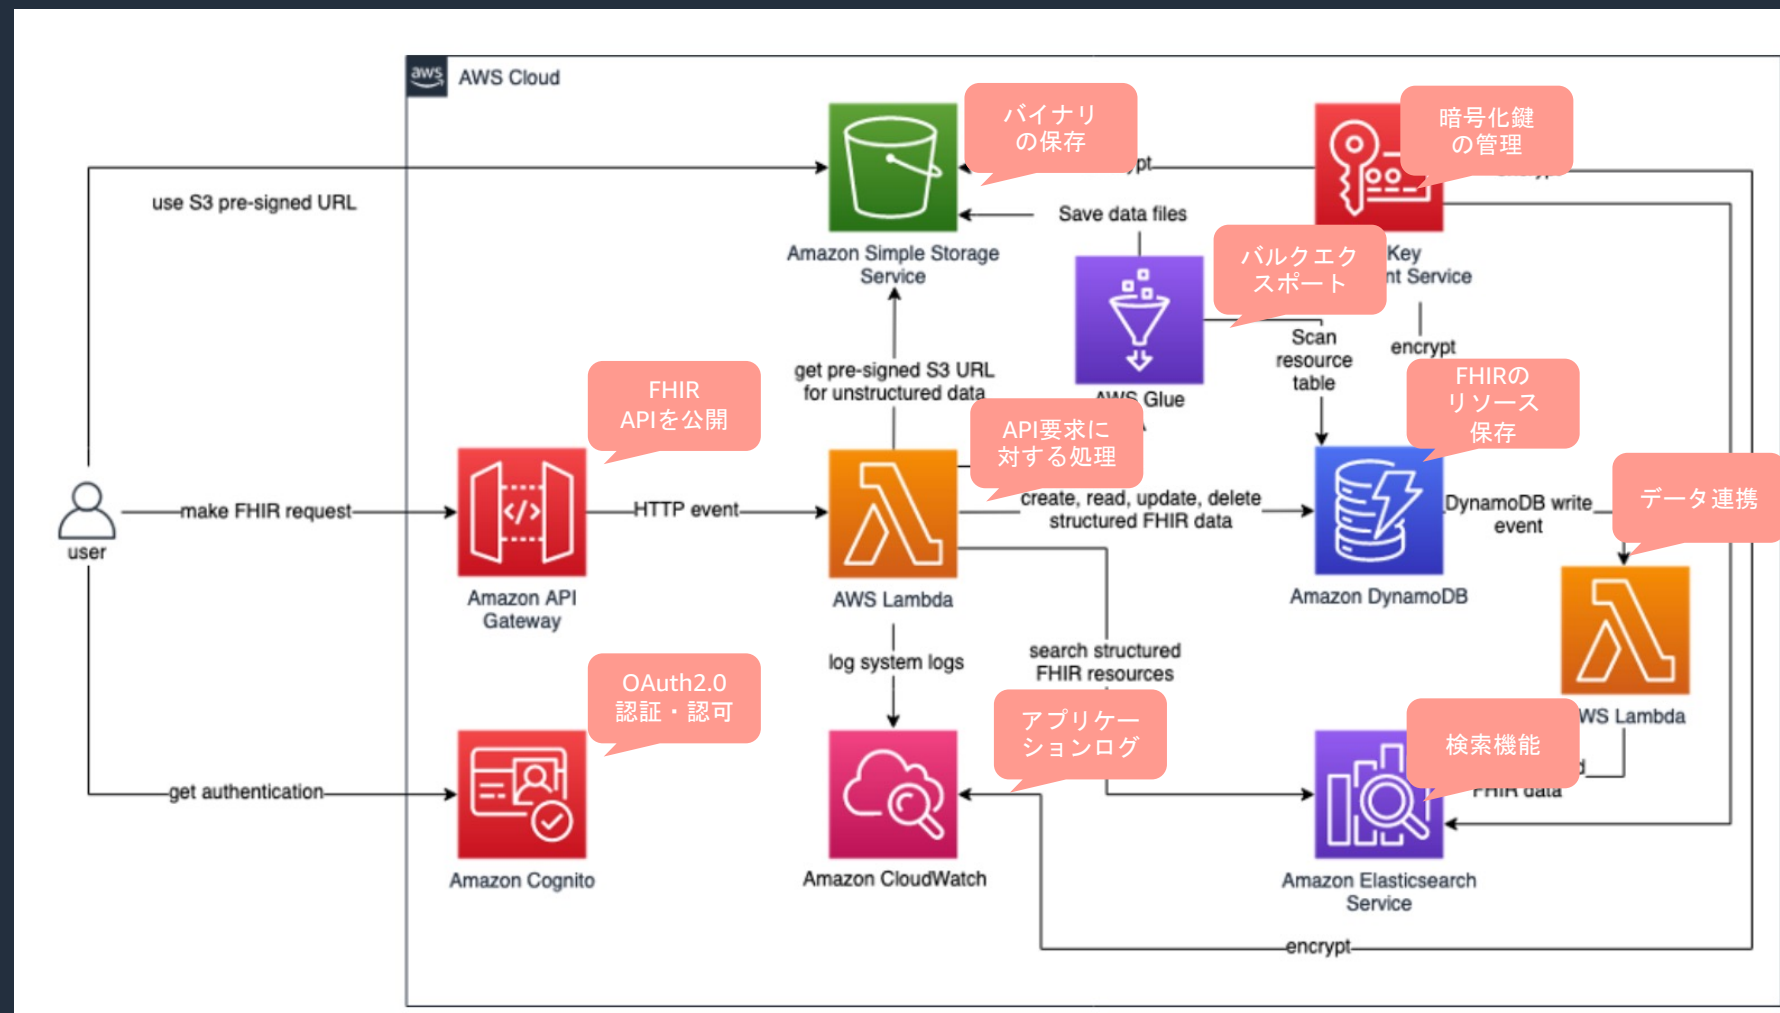 aws
AWS Cloud
バイナリ
の保存
暗号化鍵
の管理
use S3 pre-signed URL
Save data files
Amazon Simple Storage
Service
バルクエク
スポート
Key
Service
Scan
resource
table
encrypt
get pre-signed S3 URL
for unstructured data
AWS Glue
FHIR
APIを公開
API要求に
対する処理
FHIRの
リソース
保存
make FHIR request
HTTP event
create, read, update, delete
structured FHIR data
DynamoDB write
event
データ連携
user
Amazon API
Gateway
AWS Lambda
Amazon DynamoDB
log system logs
search structured
FHIR resources
OAuth2.0
認証・認可
アプリケー
ションログ
検索機能
WS Lambda
FHIR data
get authentication
Amazon Cognito
Amazon CloudWatch
Amazon Elasticsearch
Service
encrypt